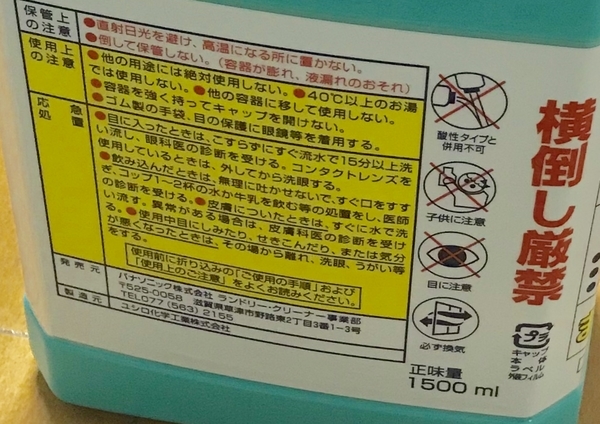 保管上の注意
●直射日光を避け、高温になる所に置かない。
●倒して保管しない。(容器が膨れ、液漏れのおそれ)
使用上の注意
●他の用途には絶対使用しない。●40℃以上のお湯
では使用しない。●他の容器に移して使用しない。
●容器を強く持ってキャップを開けない。
●ゴム製の手袋、目の保護に眼鏡等を着用する。
応急処置
●目に入ったときは、こすらずにすぐ流水で15分以上洗
い流し、眼科医の診断を受ける。コンタクトレンズを
使用しているときは、外してから洗眼する。
●飲み込んだときは、無理に吐かせないで、すぐ口をすす
ぎ、コップ1~2杯の水か牛乳を飲む等の処置をし、医師
の診断を受ける。●皮膚についたときは、すぐに水で洗
い流す。異常がある場合は、皮膚科医の診断を受け
る。●使用中目にしみたり、せきこんだり、または気分
が悪くなったときは、その場から離れ、洗眼、うがい等
をする。
使用前に折り込みの「ご使用の手順」および
「使用上のご注意」をよくお読みください。
発売元
パナソニック株式会社 ランドリー・クリーナー事業部
〒525-0058 滋賀県草津市野路東2丁目3番1-3号
TEL077 (563) 2155
製造元
ユシロ化学工業株式会社
酸性タイプと
併用不可
子供に注意
目に注意
必ず換気
正味量
1500 ml
横倒し厳禁
プラ
キャップ
本体
ラベル
外装フィルム